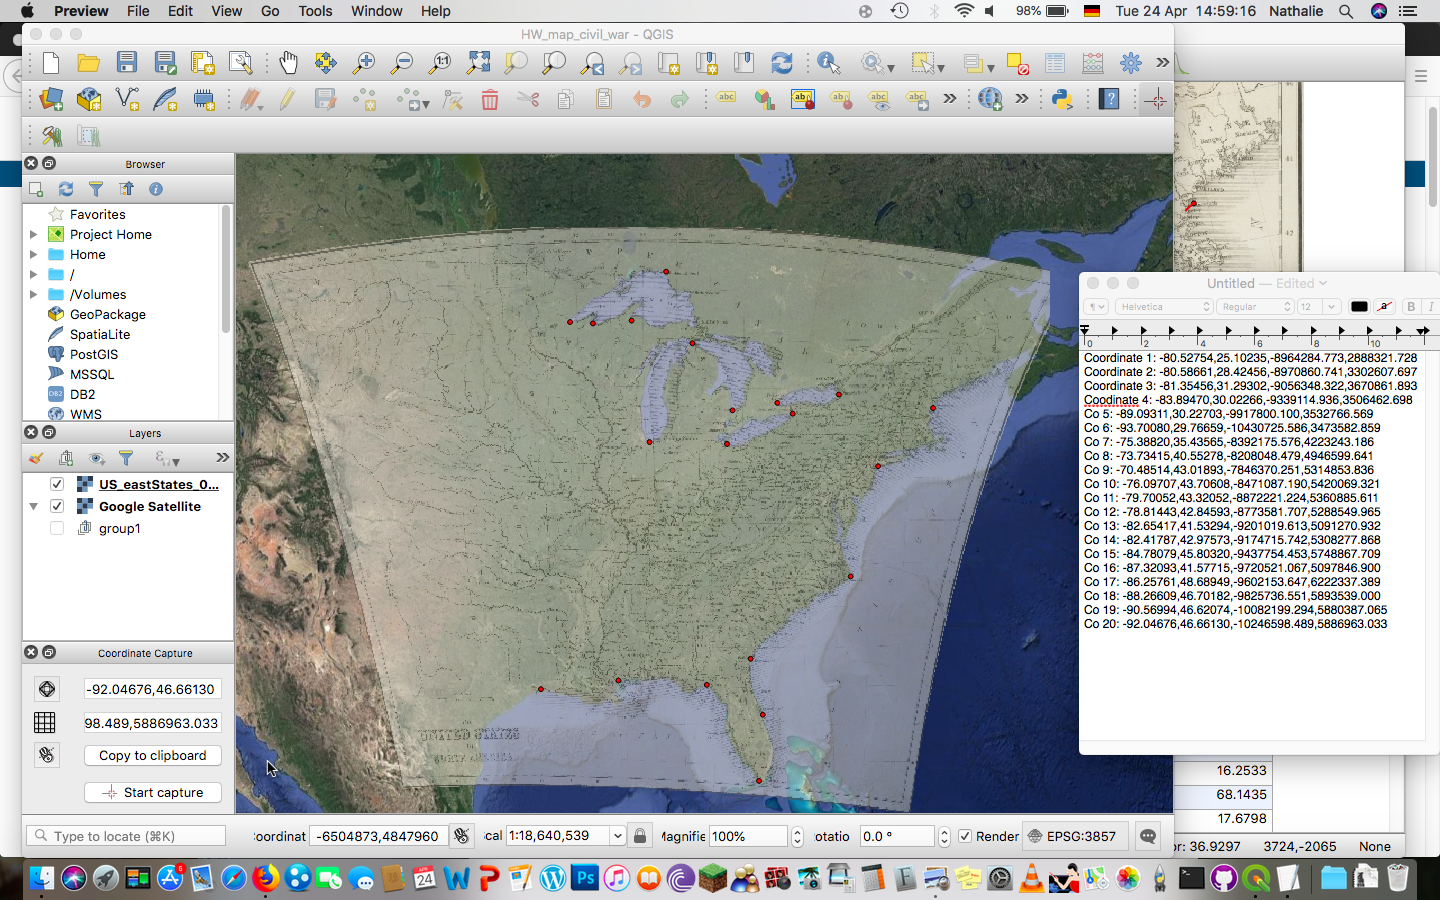 Preview File Edit View Go Tools Window Help
98% Tue 24 Apr 14:59:16 Nathalie
HW_map_civil_war - QGIS
Browser
Favorites
Project Home
Home
/
/Volumes
GeoPackage
SpatiaLite
PostGIS
MSSQL
DB2
WMS
Layers
US_eastStates_0...
Google Satellite
group1
Coordinate Capture
-92.04676,46.66130
98.489,5886963.033
Copy to clipboard
Start capture
UNITED STATES
NORTH AMERICA
Type to locate (⌘K)
oordinat -6504873,4847960 cal 1:18,640,539 Magnifie 100% otatio 0.0 ° Render EPSG:3857
Untitled — Edited
Helvetica Regular 12 B I
0 2 4 6 8 10
Coordinate 1: -80.52754,25.10235,-8964284.773,2888321.728
Coordinate 2: -80.58661,28.42456,-8970860.741,3302607.697
Coordinate 3: -81.35456,31.29302,-9056348.322,3670861.893
Coodinate 4: -83.89470,30.02266,-9339114.936,3506462.698
Co 5: -89.09311,30.22703,-9917800.100,3532766.569
Co 6: -93.70080,29.76659,-10430725.586,3473582.859
Co 7: -75.38820,35.43565,-8392175.576,4223243.186
Co 8: -73.73415,40.55278,-8208048.479,4946599.641
Co 9: -70.48514,43.01893,-7846370.251,5314853.836
Co 10: -76.09707,43.70608,-8471087.190,5420069.321
Co 11: -79.70052,43.32052,-8872221.224,5360885.611
Co 12: -78.81443,42.84593,-8773581.707,5288549.965
Co 13: -82.65417,41.53294,-9201019.613,5091270.932
Co 14: -82.41787,42.97573,-9174715.742,5308277.868
Co 15: -84.78079,45.80320,-9437754.453,5748867.709
Co 16: -87.32093,41.57715,-9720521.067,5097846.900
Co 17: -86.25761,48.68949,-9602153.647,6222337.389
Co 18: -88.26609,46.70182,-9825736.551,5893539.000
Co 19: -90.56994,46.62074,-10082199.294,5880387.065
Co 20: -92.04676,46.66130,-10246598.489,5886963.033
16.2533
68.1435
17.6798
or: 36.9297 3724,-2065 None